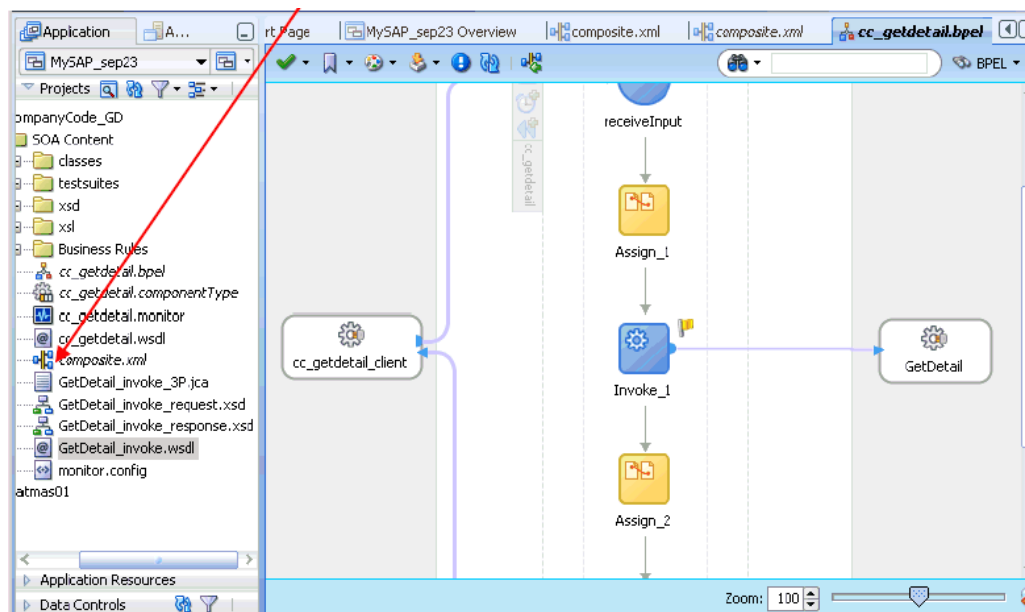 Application
A...
rt Page
MySAP_sep23 Overview
composite.xml
composite.xml
cc_getdetail.bpel
MySAP_sep23
BPEL
Projects
ompanyCode_GD
SOA Content
classes
testsuites
xsd
xsl
Business Rules
cc_getdetail.bpel
cc_getdetail.componentType
cc_getdetail.monitor
cc_getdetail.wsdl
composite.xml
GetDetail_invoke_3P.jca
GetDetail_invoke_request.xsd
GetDetail_invoke_response.xsd
GetDetail_invoke.wsdl
monitor.config
atmas01
Application Resources
Data Controls
cc_getdetail
receiveInput
Assign_1
cc_getdetail_client
Invoke_1
GetDetail
Assign_2
Zoom: 100